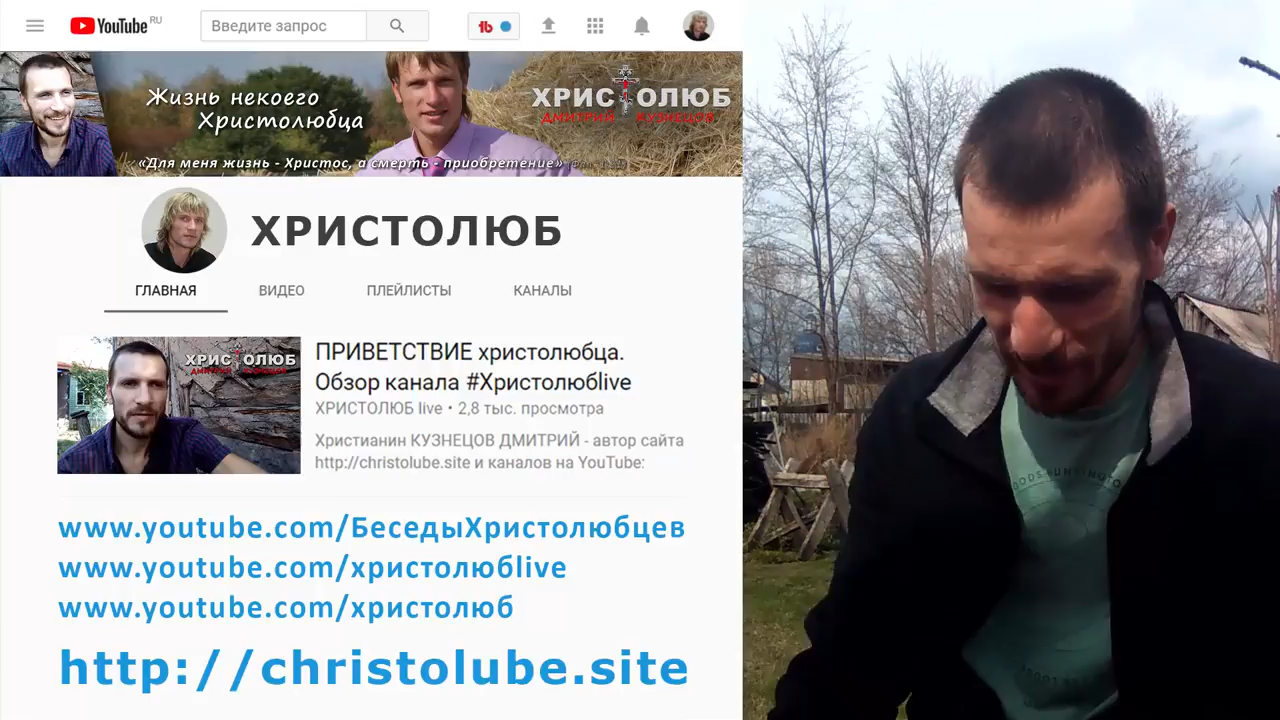 YouTube RU
Введите запрос
Жизнь некоего
Христолюбца
ХРИСТОЛЮБ
ДМИТРИЙ КУЗНЕЦОВ
«Для меня жизнь - Христос, а смерть - приобретение»
ХРИСТОЛЮБ
ГЛАВНАЯ
ВИДЕО
ПЛЕЙЛИСТЫ
КАНАЛЫ
ХРИСТОЛЮБ
ДМИТРИЙ КУЗНЕЦОВ
ПРИВЕТСТВИЕ христолюбца.
Обзор канала #Христолюблive
ХРИСТОЛЮБ live • 2,8 тыс. просмотра
Христианин КУЗНЕЦОВ ДМИТРИЙ - автор сайта
http://christolube.site и каналов на YouTube:
www.youtube.com/БеседыХристолюбцев
www.youtube.com/христолюблive
www.youtube.com/христолюб
http://christolube.site